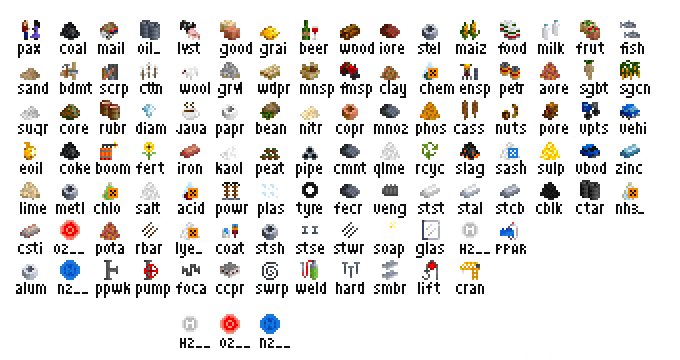 pax coal mail oil_ lvst good grai beer wood iore stel maiz food milk frut fish
sand bdmt scrp cttn wool grvl wdpr mnsp fmsp clay chem ensp petr aore sgbt sgcn
sugr core rubr diam java papr bean nitr copr mno2 phos cass nuts pore vpts vehi
eoil coke boom fert iron kaol peat pipe cmnt qlme rcyc slag sash sulp vbod zinc
lime metl chlo salt acid powr plas tyre fecr veng stst stal stcb cblk ctar nh3_
csti o2__ pota rbar lye_ coat stsh stse stwr soap glas H2__ PPAR
alum n2__ ppwk pump foca ccpr swrp weld hard smbr lift cran
H2__ o2__ n2__